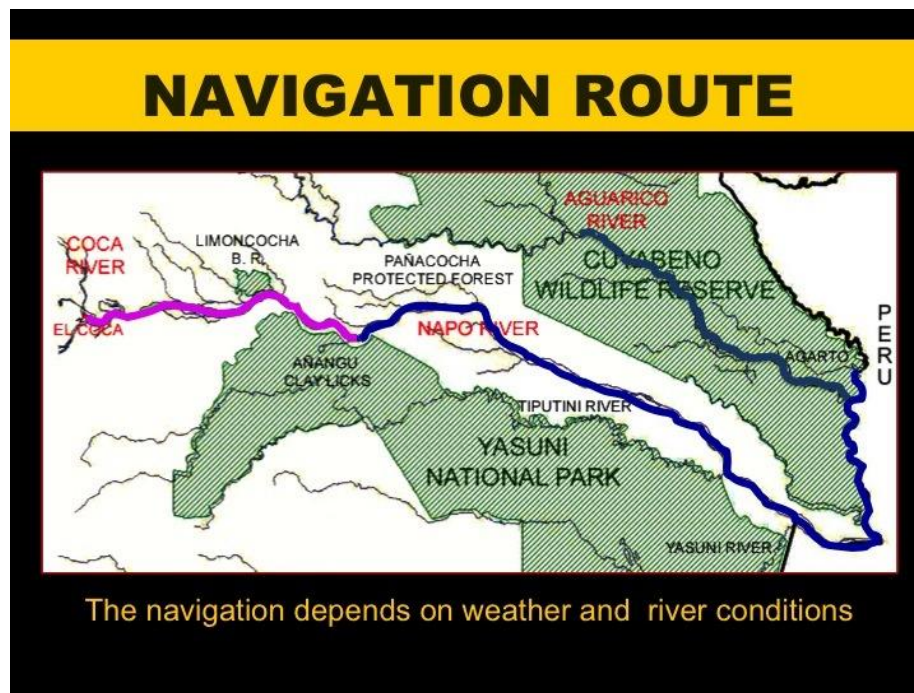 NAVIGATION ROUTE
AGUARICO
RIVER
COCA
RIVER
LIMONCOCHA
B. R.
PAÑACOCHA
PROTECTED FOREST
CUYABENO
WILDLIFE RESERVE
EL COCA
NAPO RIVER
PERU
AGARTO
AÑANGU
CLAY LICKS
TIPUTINI RIVER
YASUNI
NATIONAL PARK
YASUNI RIVER
The navigation depends on weather and river conditions